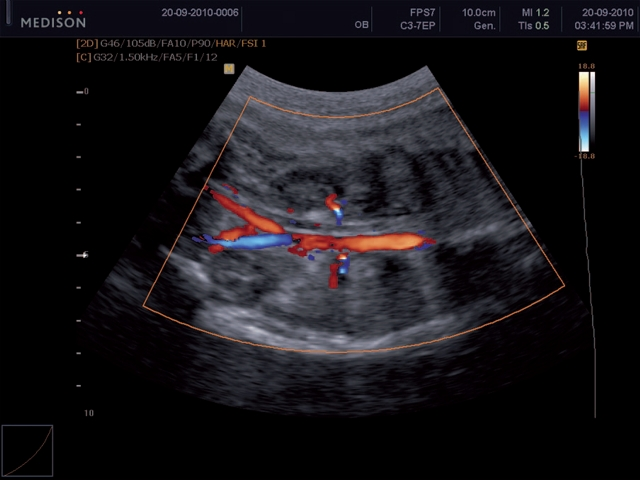 MEDISON
20-09-2010-0006
OB
FPS7
C3-7EP
10.0cm
Gen.
MI 1.2
TIs 0.5
20-09-2010
03:41:59 PM
[2D] G46/105dB/FA10/P90/HAR/FSI 1
[C] G32/1.50kHz/FA5/F1/12
SRF
18.8
-18.8
0
10